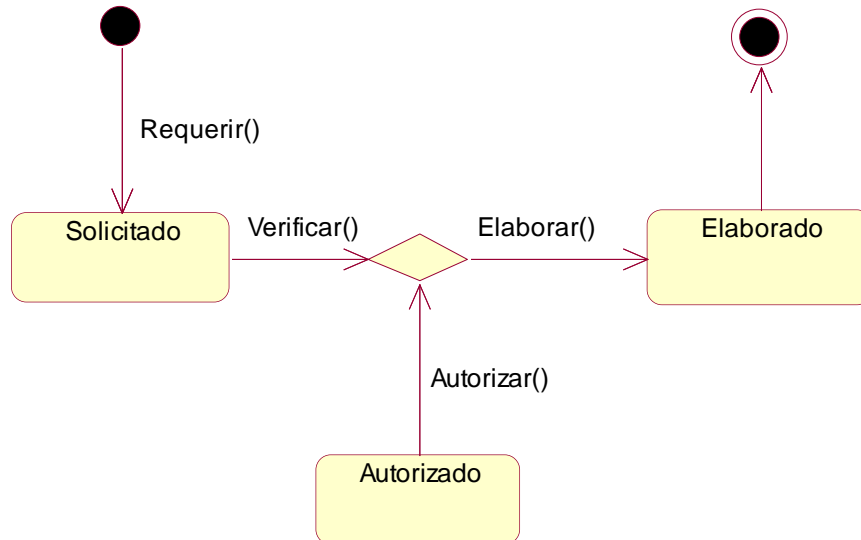 Requerir()
Solicitado
Verificar()
Elaborar()
Elaborado
Autorizar()
Autorizado